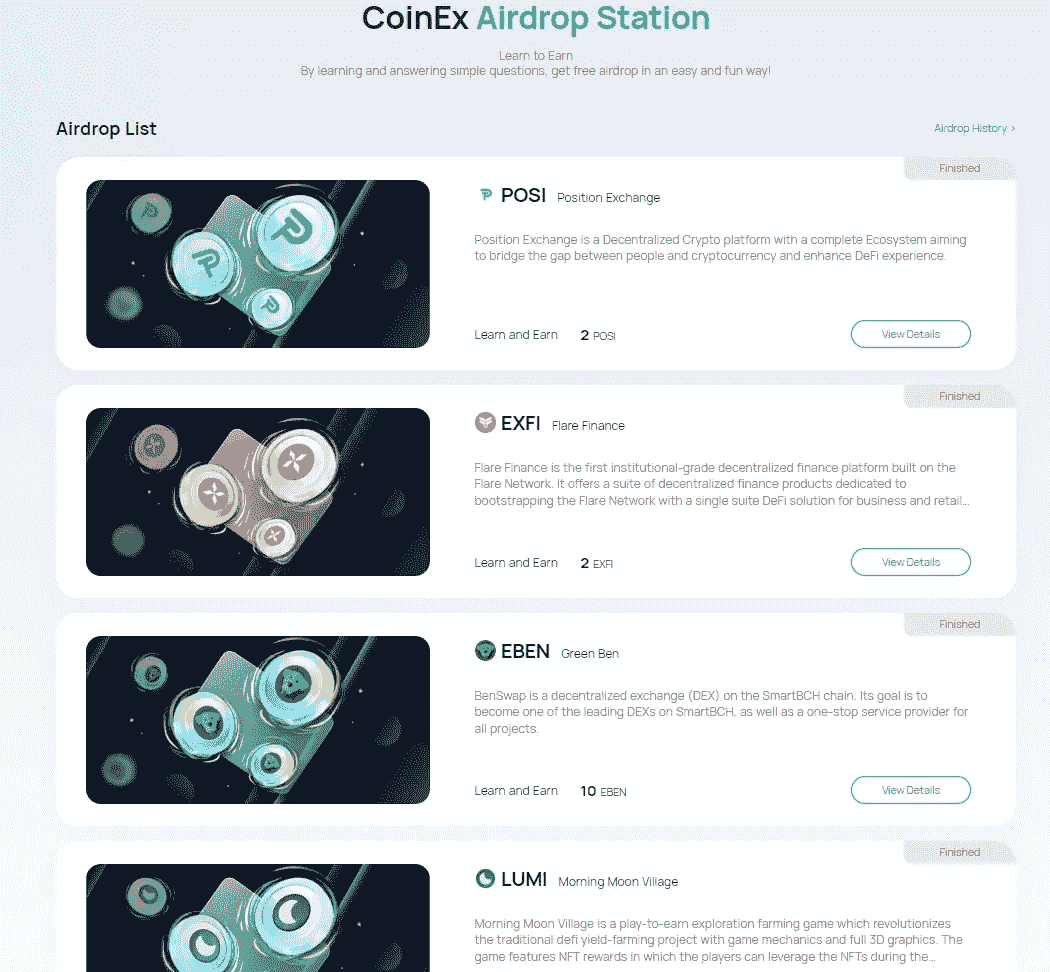 CoinEx Airdrop Station
Learn to Earn
By learning and answering simple questions, get free airdrop in an easy and fun way!
Airdrop List
Airdrop History >
Finished
POSI Position Exchange
Position Exchange is a Decentralized Crypto platform with a complete Ecosystem aiming
to bridge the gap between people and cryptocurrency and enhance DeFi experience.
Learn and Earn 2 POSI
View Details
Finished
EXFI Flare Finance
Flare Finance is the first institutional-grade decentralized finance platform built on the
Flare Network. It offers a suite of decentralized finance products dedicated to
bootstrapping the Flare Network with a single suite DeFi solution for business and retail...
Learn and Earn 2 EXFI
View Details
Finished
EBEN Green Ben
BenSwap is a decentralized exchange (DEX) on the SmartBCH chain. Its goal is to
become one of the leading DEXs on SmartBCH, as well as a one-stop service provider for
all projects.
Learn and Earn 10 EBEN
View Details
Finished
LUMI Morning Moon Village
Morning Moon Village is a play-to-earn exploration farming game which revolutionizes
the traditional defi yield-farming project with game mechanics and full 3D graphics. The
game features NFT rewards in which the players can leverage the NFTs during the...